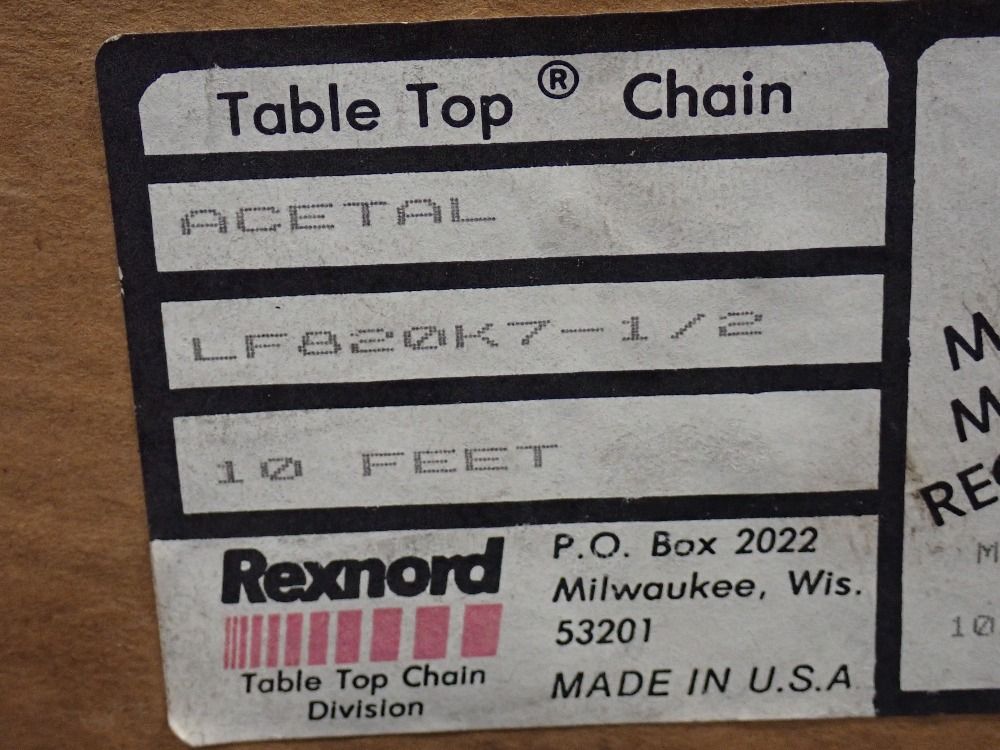 Table Top® Chain
ACETAL
LF820K7-1/2
10 FEET
Rexnord
Table Top Chain
Division
P.O. Box 2022
Milwaukee, Wis.
53201
MADE IN U.S.A